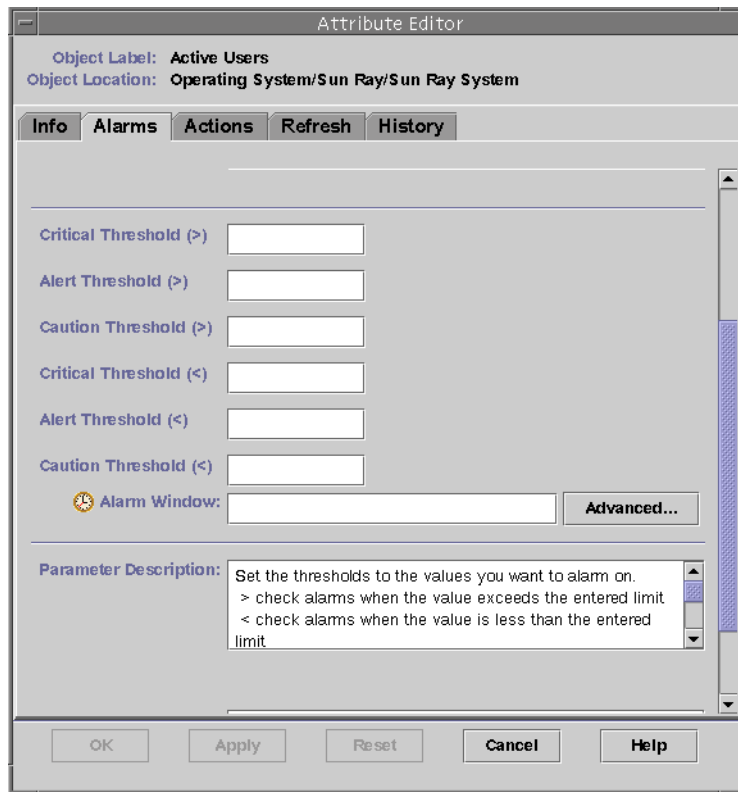 Attribute Editor
Object Label: Active Users
Object Location: Operating System/Sun Ray/Sun Ray System
Info Alarms Actions Refresh History
Critical Threshold (>)
Alert Threshold (>)
Caution Threshold (>)
Critical Threshold (<)
Alert Threshold (<)
Caution Threshold (<)
Alarm Window: Advanced...
Parameter Description: Set the thresholds to the values you want to alarm on.
> check alarms when the value exceeds the entered limit
< check alarms when the value is less than the entered
limit
OK Apply Reset Cancel Help